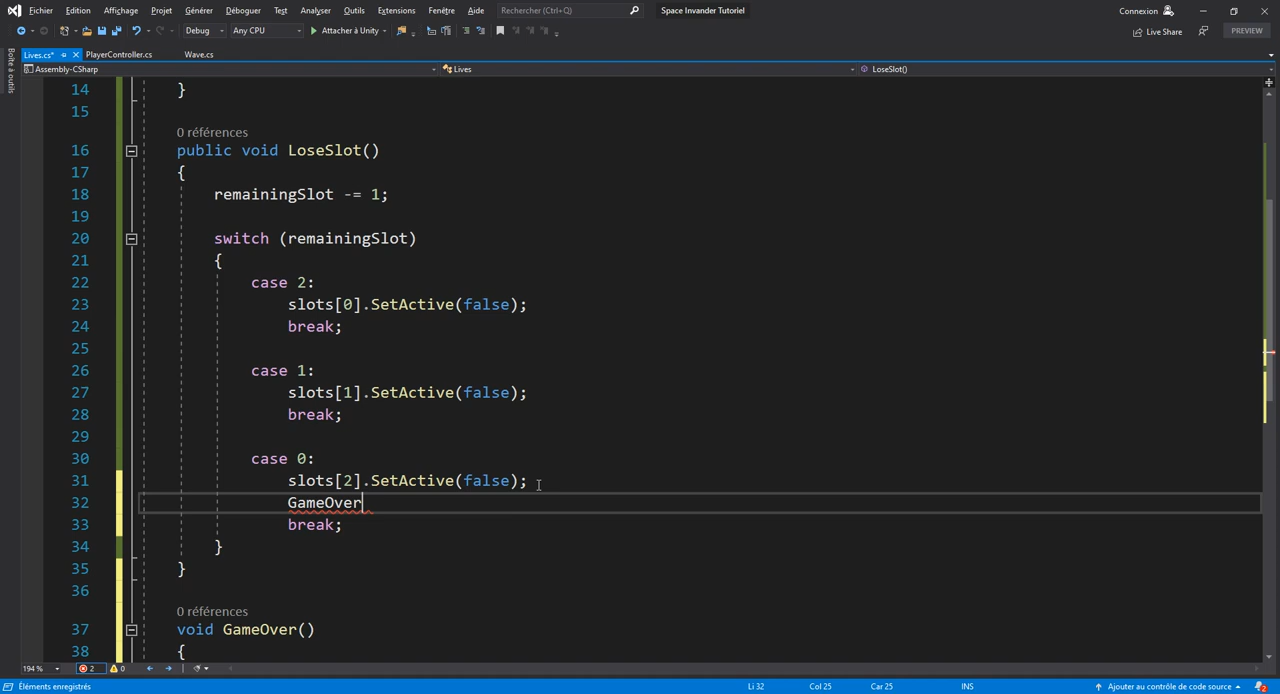 Fichier Edition Affichage Projet Générer Déboguer Test Analyser Outils Extensions Fenêtre Aide Rechercher (Ctrl+Q) Space Invander Tutoriel Connexion
Debug Any CPU Attacher à Unity Live Share PREVIEW
Boîte à outils
Lives.cs* PlayerController.cs Wave.cs
Assembly-CSharp Lives LoseSlot()
14 }
15
0 références
16 public void LoseSlot()
17 {
18 remainingSlot -= 1;
19
20 switch (remainingSlot)
21 {
22 case 2:
23 slots[0].SetActive(false);
24 break;
25
26 case 1:
27 slots[1].SetActive(false);
28 break;
29
30 case 0:
31 slots[2].SetActive(false);
32 GameOver
33 break;
34 }
35 }
36
0 références
37 void GameOver()
38 {
194 % 2 0
Éléments enregistrés Li 32 Col 25 Car 25 INS Ajouter au contrôle de code source 2